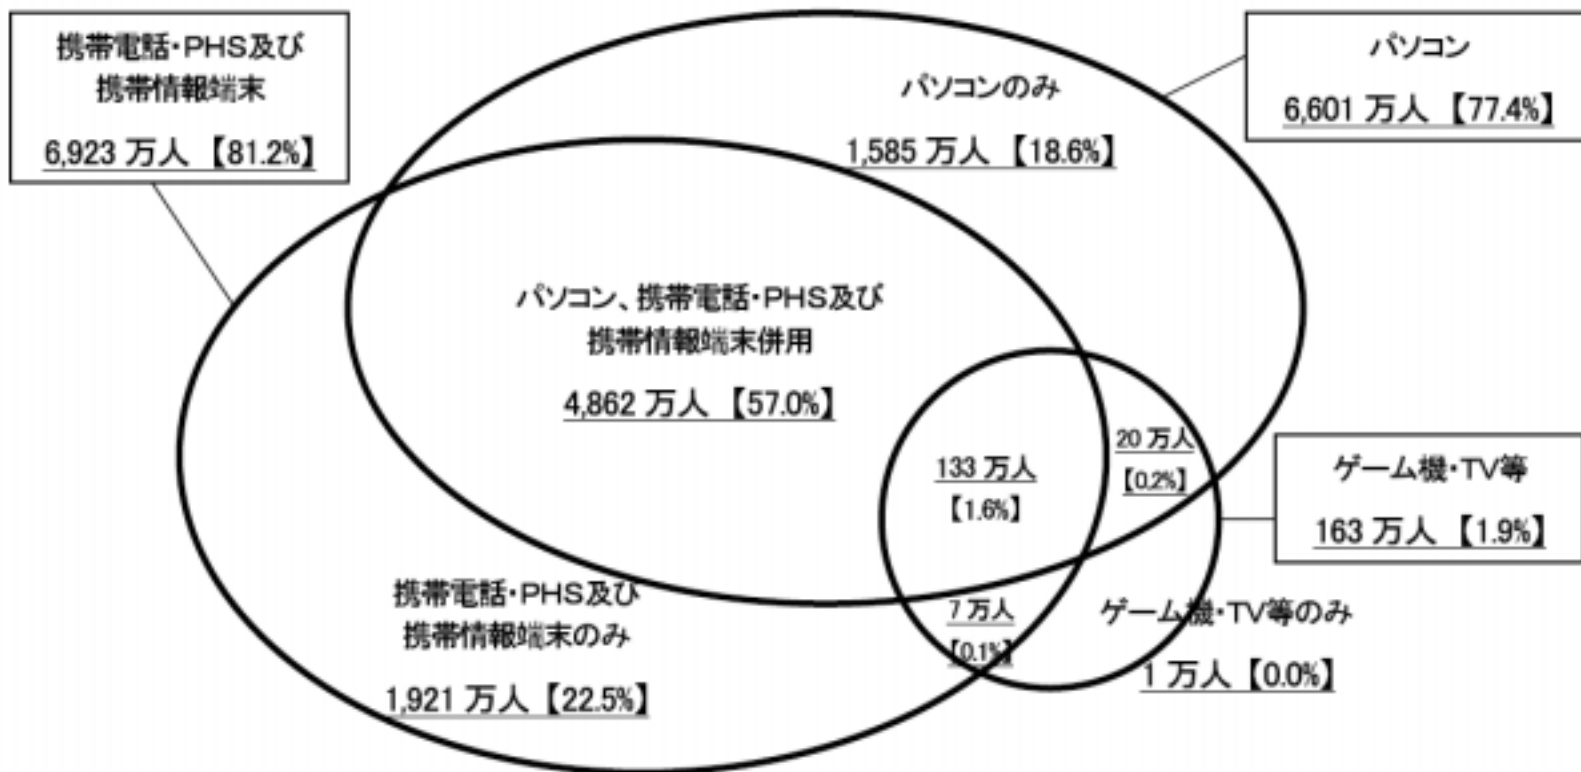 携帯電話・PHS及び
携帯情報端末
6,923 万人 【81.2%】
パソコンのみ
1,585 万人 【18.6%】
パソコン
6,601 万人 【77.4%】
パソコン、携帯電話・PHS及び
携帯情報端末併用
4,862 万人 【57.0%】
133 万人
【1.6%】
20 万人
【0.2%】
ゲーム機・TV等
163 万人 【1.9%】
携帯電話・PHS及び
携帯情報端末のみ
1,921 万人 【22.5%】
7 万人
【0.1%】
ゲーム機・TV等のみ
1 万人 【0.0%】